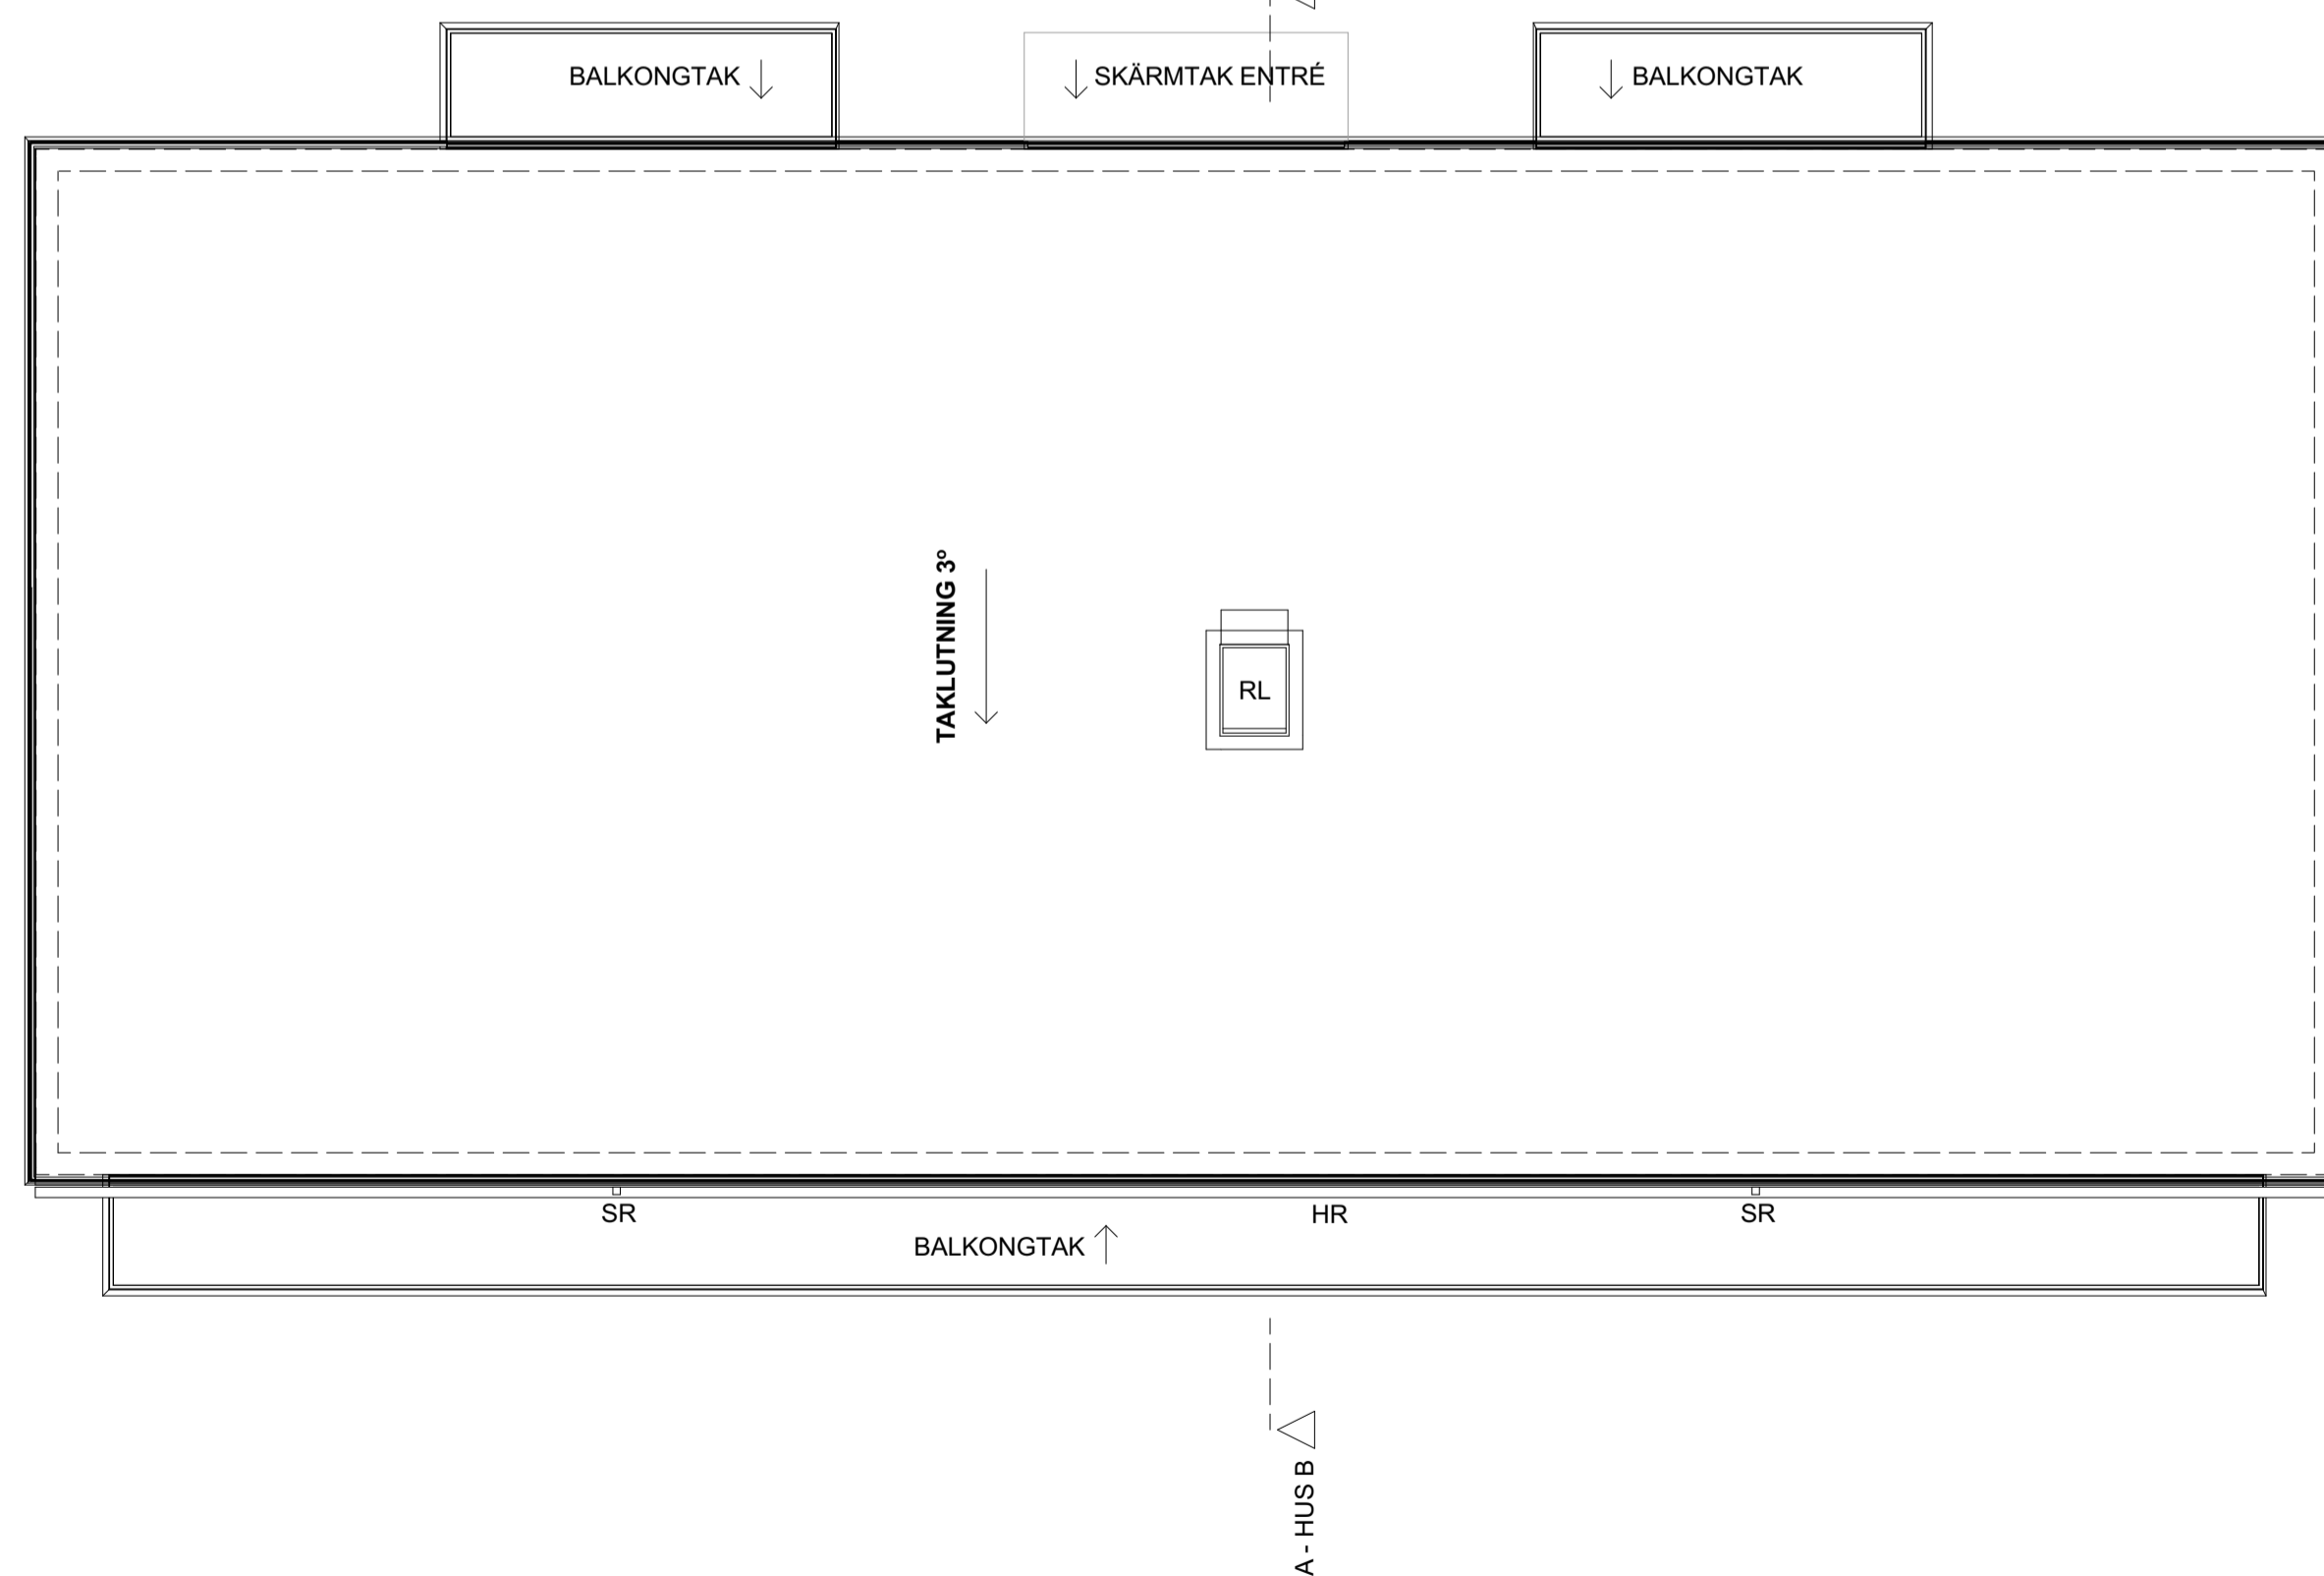 BALKONGTAK
SKÄRMTAK ENTRÉ
BALKONGTAK
TAKLUTNING 3°
RL
SR
HR
SR
BALKONGTAK
A - HUS B